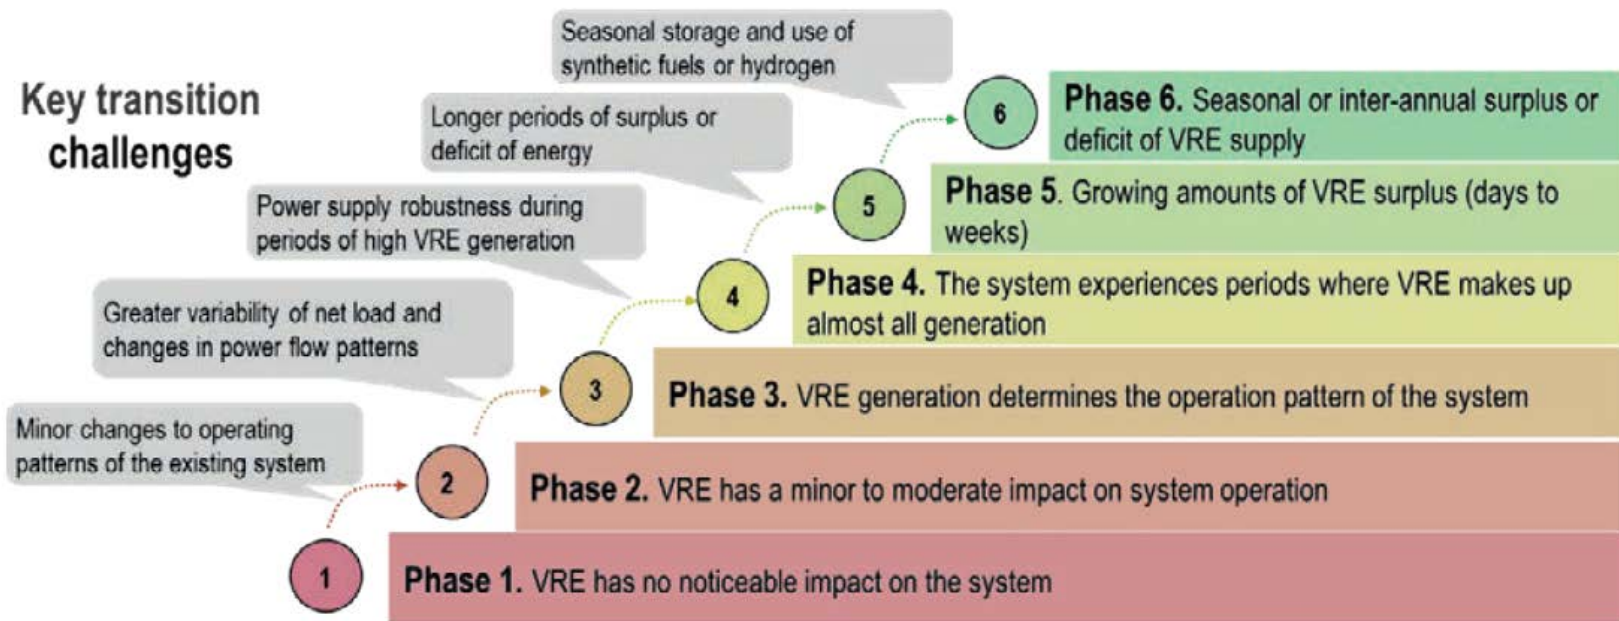 Key transition
challenges
Seasonal storage and use of
synthetic fuels or hydrogen
Longer periods of surplus or
deficit of energy
Power supply robustness during
periods of high VRE generation
Greater variability of net load and
changes in power flow patterns
Minor changes to operating
patterns of the existing system
6
Phase 6. Seasonal or inter-annual surplus or
deficit of VRE supply
5
Phase 5. Growing amounts of VRE surplus (days to
weeks)
4
Phase 4. The system experiences periods where VRE makes up
almost all generation
3
Phase 3. VRE generation determines the operation pattern of the system
2
Phase 2. VRE has a minor to moderate impact on system operation
1
Phase 1. VRE has no noticeable impact on the system